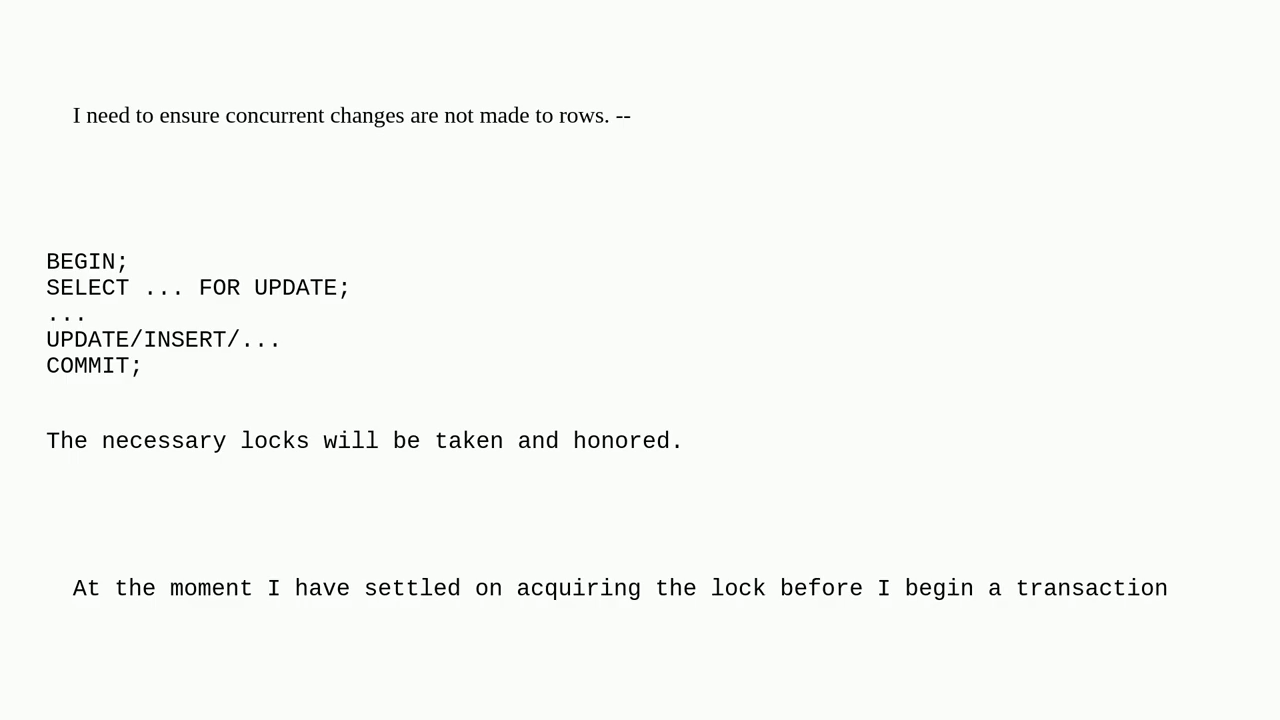 I need to ensure concurrent changes are not made to rows. --
BEGIN;
SELECT ... FOR UPDATE;
...
UPDATE/INSERT/...
COMMIT;
The necessary locks will be taken and honored.
At the moment I have settled on acquiring the lock before I begin a transaction